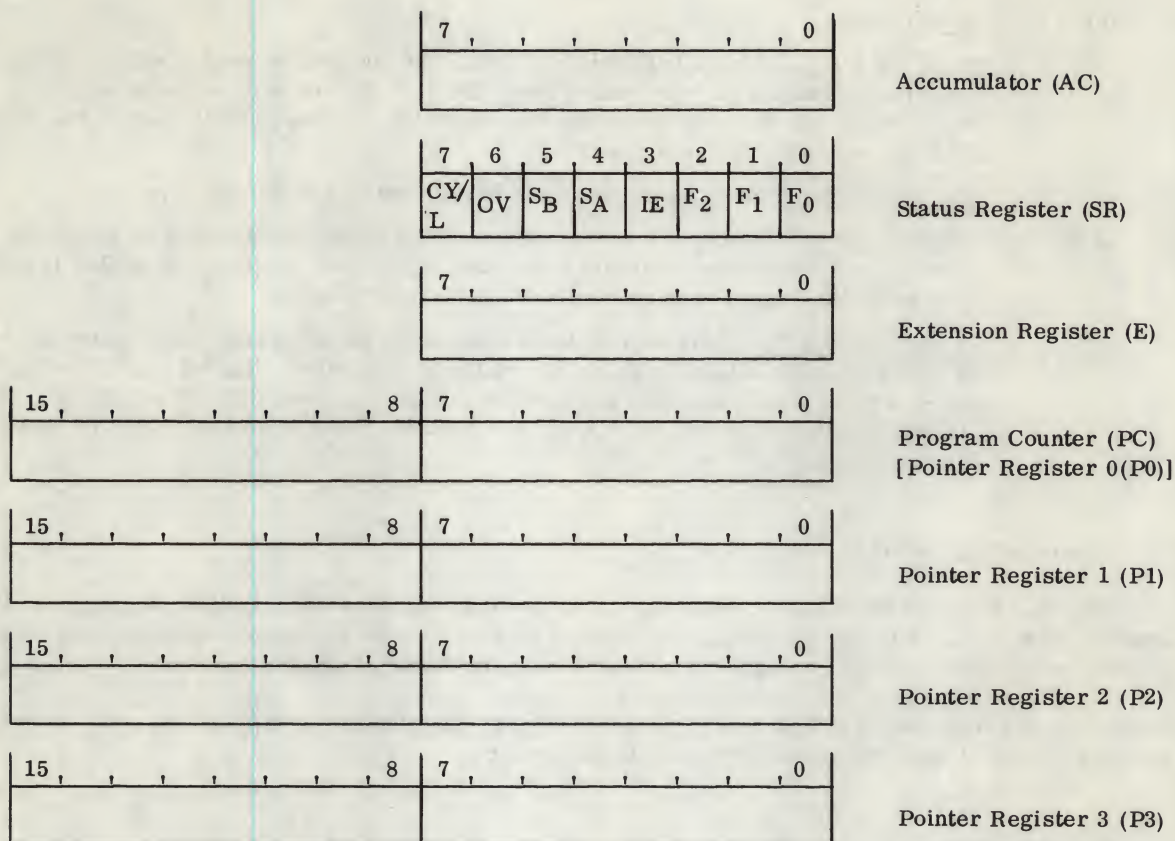 7 0
Accumulator (AC)
7 6 5 4 3 2 1 0
CY/L OV SB SA IE F2 F1 F0
Status Register (SR)
7 0
Extension Register (E)
15 8 7 0
Program Counter (PC)
[Pointer Register 0(P0)]
15 8 7 0
Pointer Register 1 (P1)
15 8 7 0
Pointer Register 2 (P2)
15 8 7 0
Pointer Register 3 (P3)